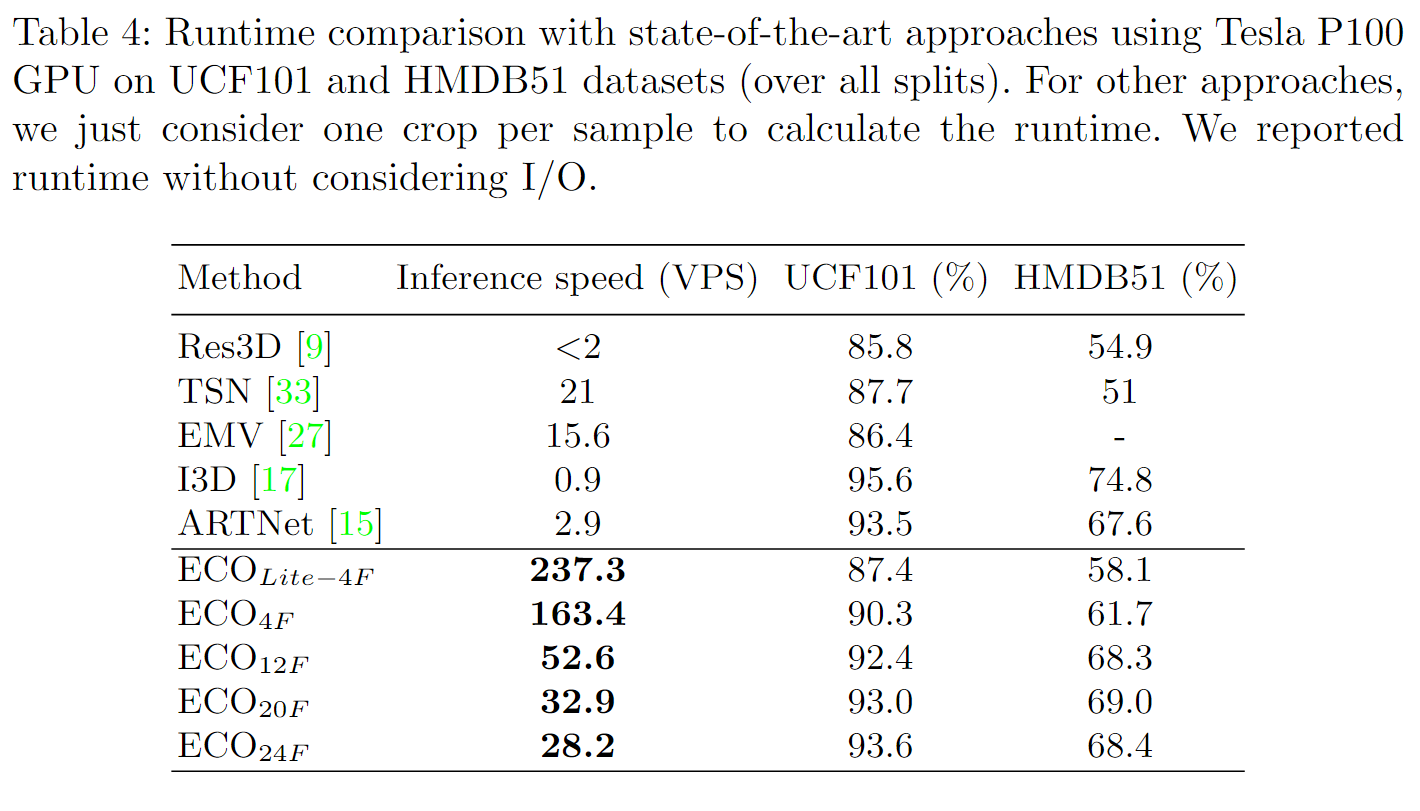 Table 4: Runtime comparison with state-of-the-art approaches using Tesla P100
GPU on UCF101 and HMDB51 datasets (over all splits). For other approaches,
we just consider one crop per sample to calculate the runtime. We reported
runtime without considering I/O.
Method Inference speed (VPS) UCF101 (%) HMDB51 (%)
Res3D [9] <2 85.8 54.9
TSN [33] 21 87.7 51
EMV [27] 15.6 86.4 -
I3D [17] 0.9 95.6 74.8
ARTNet [15] 2.9 93.5 67.6
ECO Lite−4F 237.3 87.4 58.1
ECO 4F 163.4 90.3 61.7
ECO 12F 52.6 92.4 68.3
ECO 20F 32.9 93.0 69.0
ECO 24F 28.2 93.6 68.4